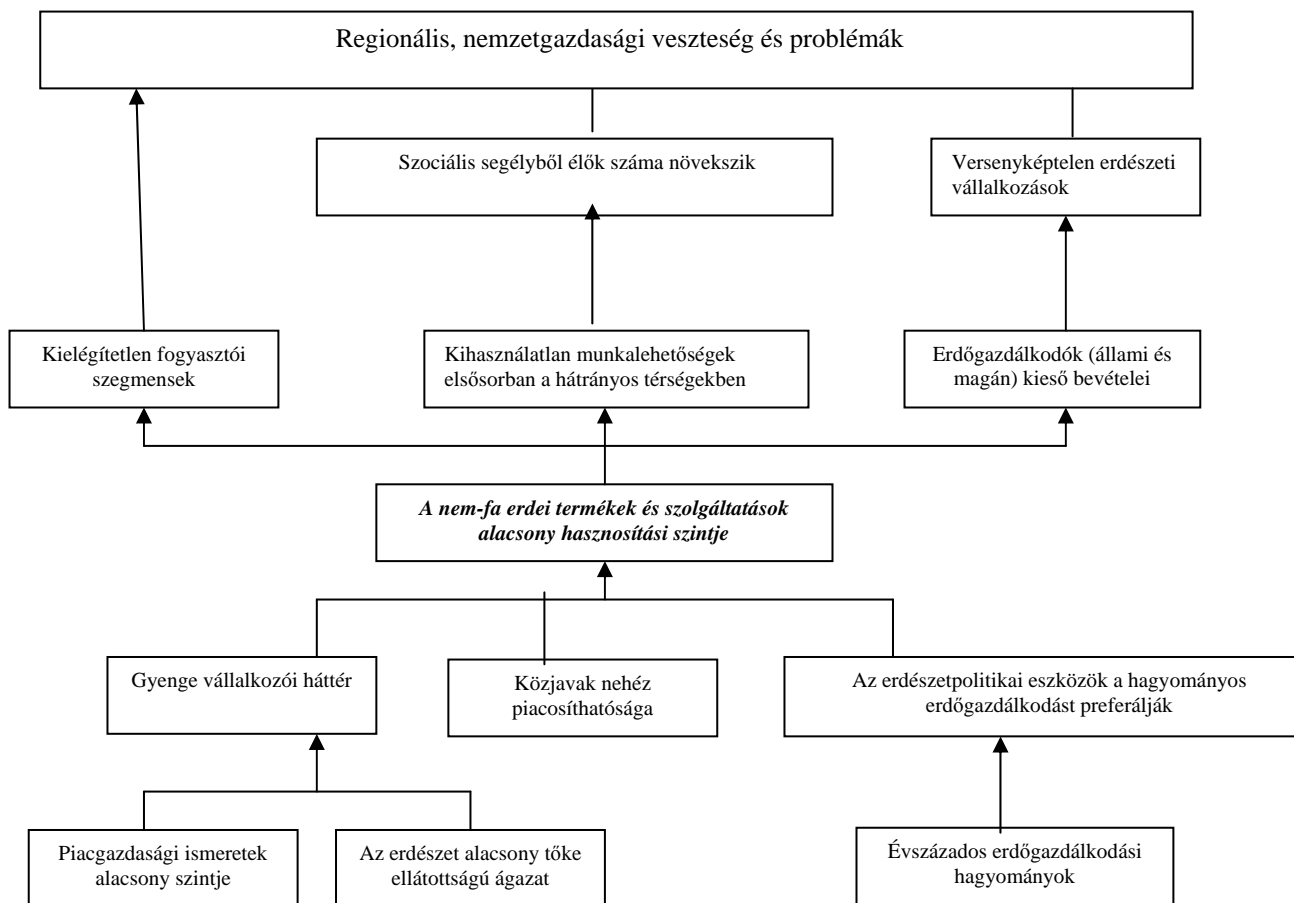 Regionális, nemzetgazdasági veszteség és problémák
Szociális segélyből élők száma növekszik
Versenyképtelen erdészeti
vállalkozások
Kielégítetlen fogyasztói
szegmensek
Kihasználatlan munkalehetőségek
elsősorban a hátrányos térségekben
Erdőgazdálkodók (állami és
magán) kieső bevételei
A nem-fa erdei termékek és szolgáltatások
alacsony hasznosítási szintje
Gyenge vállalkozói háttér
Közjavak nehéz
piacosíthatósága
Az erdészetpolitikai eszközök a hagyományos
erdőgazdálkodást preferálják
Piacgazdasági ismeretek
alacsony szintje
Az erdészet alacsony tőke
ellátottságú ágazat
Évszázados erdőgazdálkodási
hagyományok